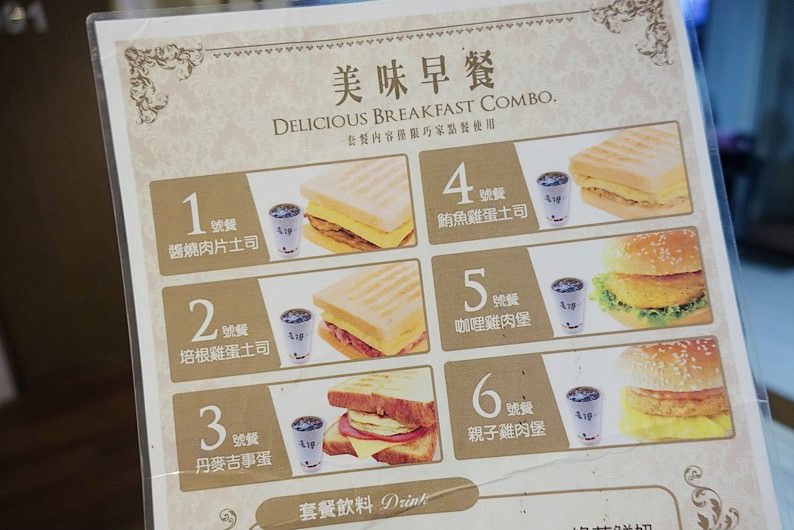 美味早餐
DELICIOUS BREAKFAST COMBO.
套餐內容僅限巧家點餐使用
1 號餐
醬燒肉片土司
2 號餐
培根雞蛋土司
3 號餐
丹麥吉事蛋
4 號餐
鮪魚雞蛋土司
5 號餐
咖哩雞肉堡
6 號餐
親子雞肉堡
套餐飲料 Drink